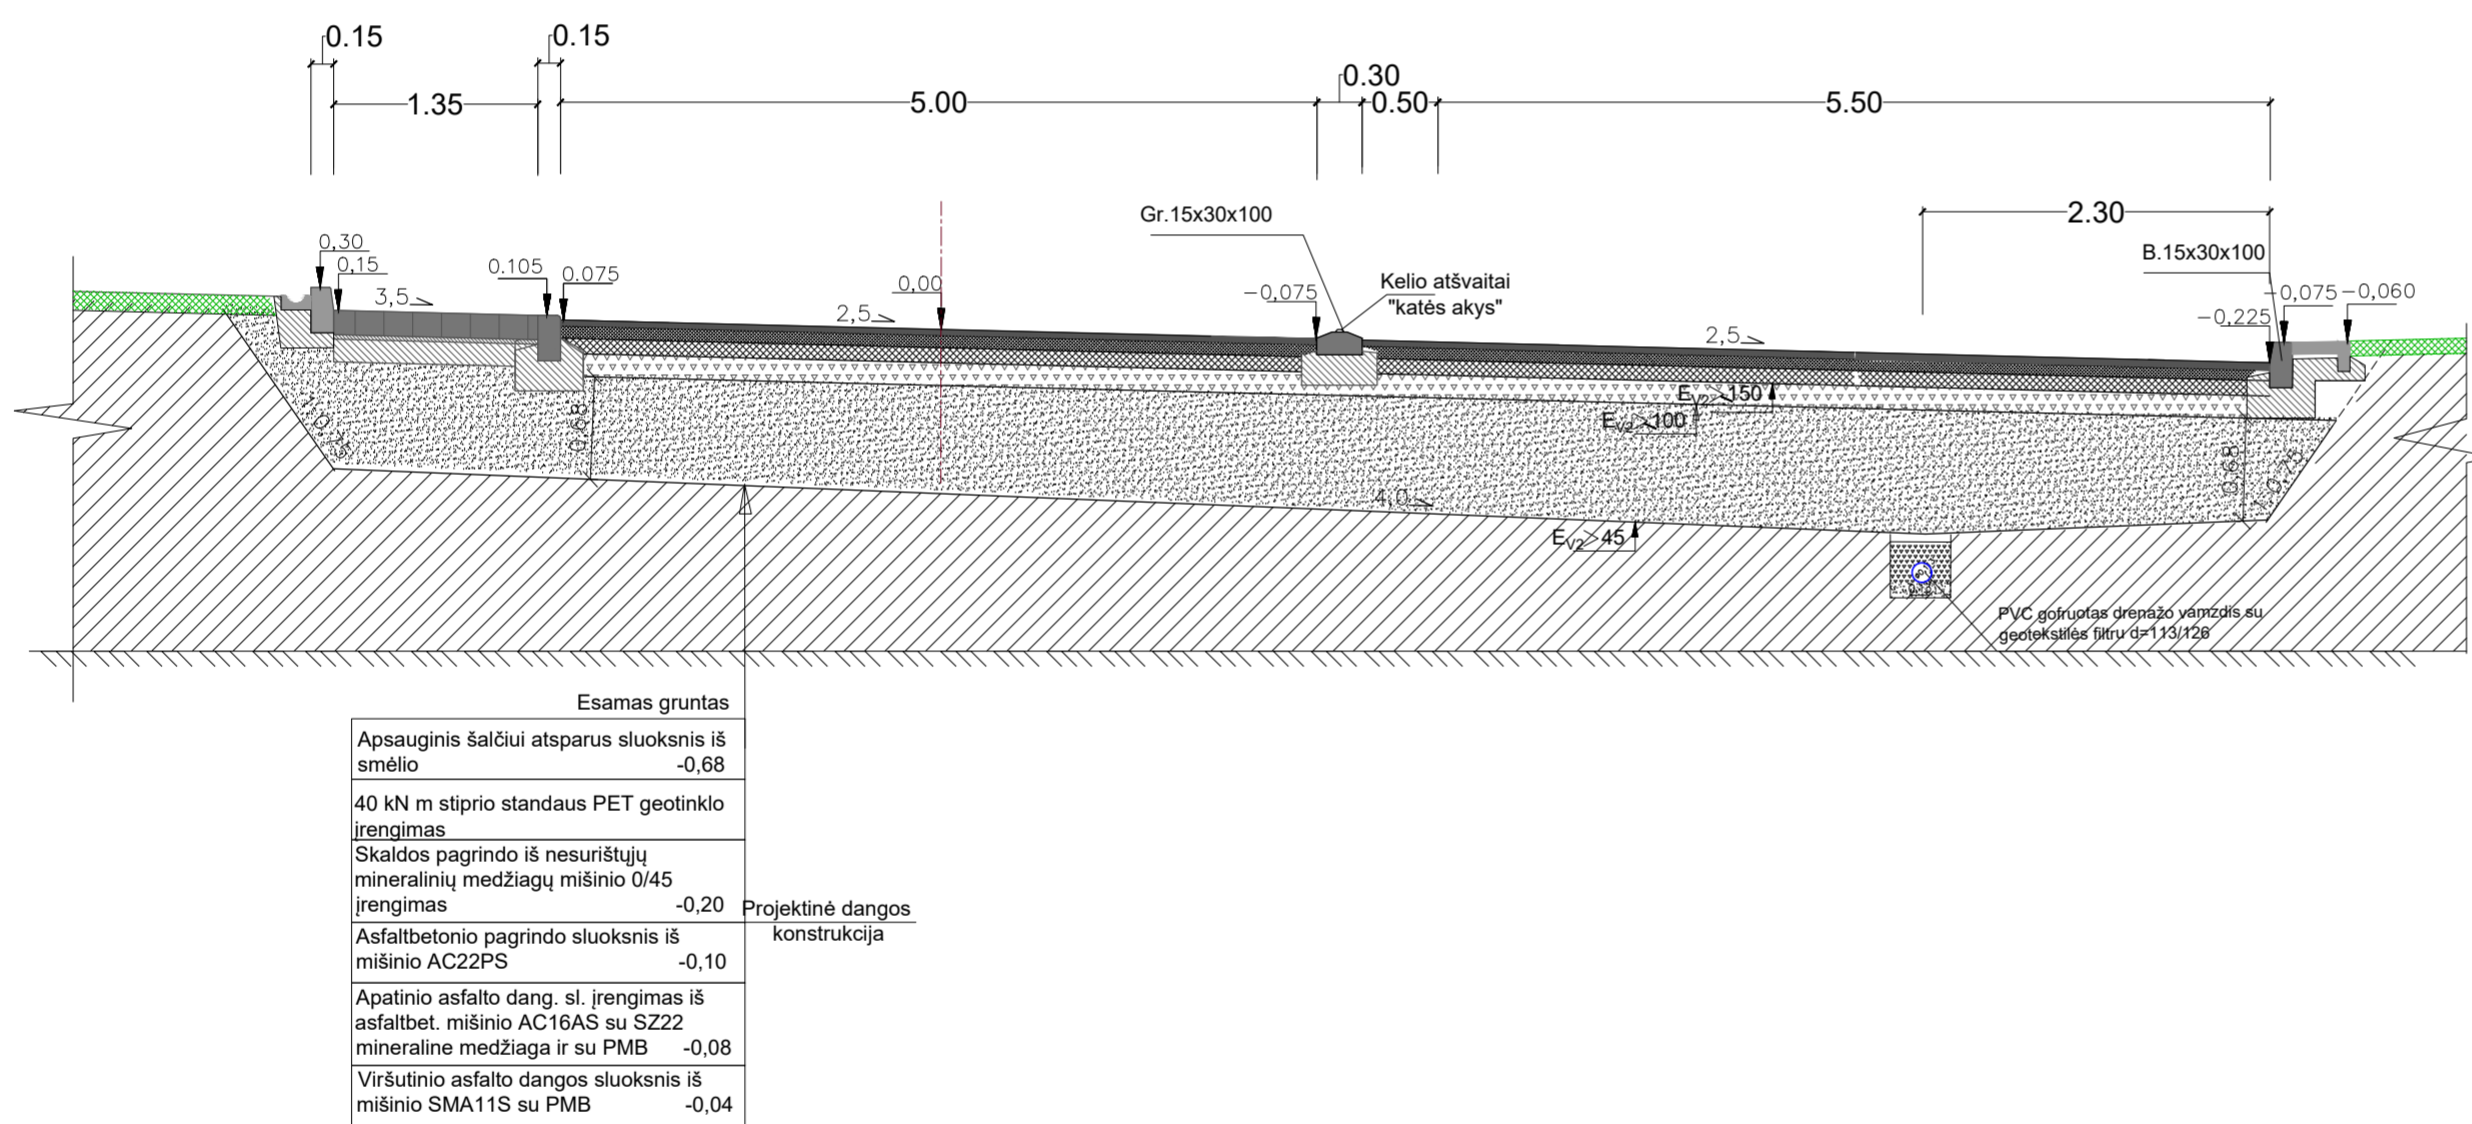 0.15
0.15
0.30
1.35
5.00
0.50
5.50
2.30
Gr.15x30x100
B.15x30x100
Kelio atšvaitai
"katės akys"
0,30
0,15
3,5
0.105
0.075
0,00
2,5
−0,075
2,5
−0,075
−0,060
−0,225
1:0,75
0,68
EV2>150
EV2>100
4,0
EV2>45
0,68
1:0,75
PVC gofruotas drenažo vamzdis su
geotekstilės filtru d=113/126
Esamas gruntas
Apsauginis šalčiui atsparus sluoksnis iš
smėlio -0,68
40 kN m stiprio standaus PET geotinklo
įrengimas
Skaldos pagrindo iš nesurištųjų
mineralinių medžiagų mišinio 0/45
įrengimas -0,20
Projektinė dangos
konstrukcija
Asfaltbetonio pagrindo sluoksnis iš
mišinio AC22PS -0,10
Apatinio asfalto dang. sl. įrengimas iš
asfaltbet. mišinio AC16AS su SZ22
mineraline medžiaga ir su PMB -0,08
Viršutinio asfalto dangos sluoksnis iš
mišinio SMA11S su PMB -0,04